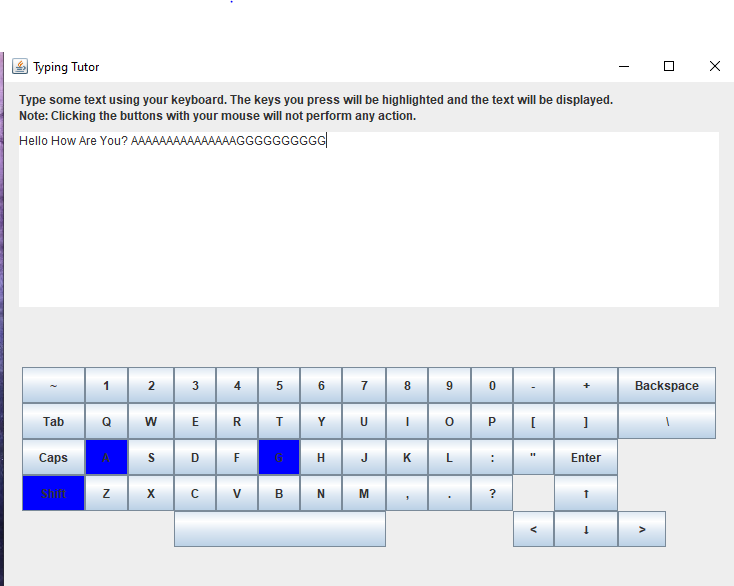 Typing Tutor
Type some text using your keyboard. The keys you press will be highlighted and the text will be displayed.
Note: Clicking the buttons with your mouse will not perform any action.
Hello How Are You? AAAAAAAAAAAAAAAGGGGGGGGGG
~ 1 2 3 4 5 6 7 8 9 0 - + Backspace
Tab Q W E R T Y U I O P [ ] \
Caps A S D F G H J K L : " Enter
Shift Z X C V B N M , . ? ↑
< ↓ >